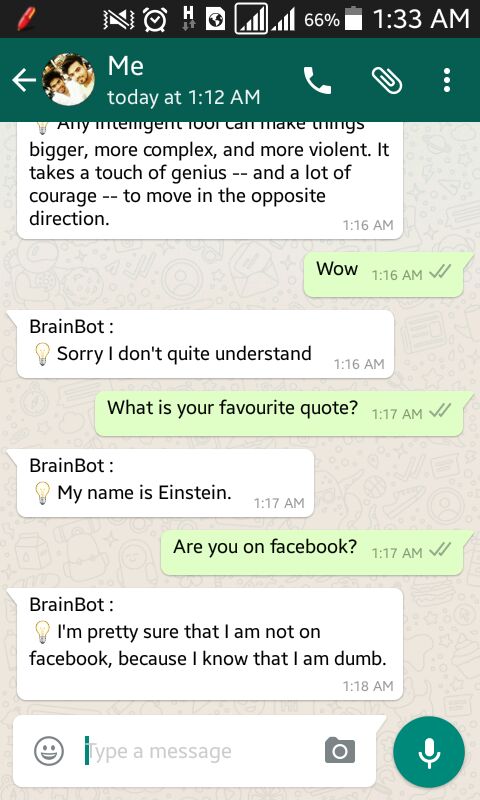 H
66%
1:33 AM
Me
today at 1:12 AM
Any intelligent fool can make things
bigger, more complex, and more violent. It
takes a touch of genius -- and a lot of
courage -- to move in the opposite
direction.
1:16 AM
Wow
1:16 AM
BrainBot :
Sorry I don't quite understand
1:16 AM
What is your favourite quote?
1:17 AM
BrainBot :
My name is Einstein.
1:17 AM
Are you on facebook?
1:17 AM
BrainBot :
I'm pretty sure that I am not on
facebook, because I know that I am dumb.
1:18 AM
Type a message